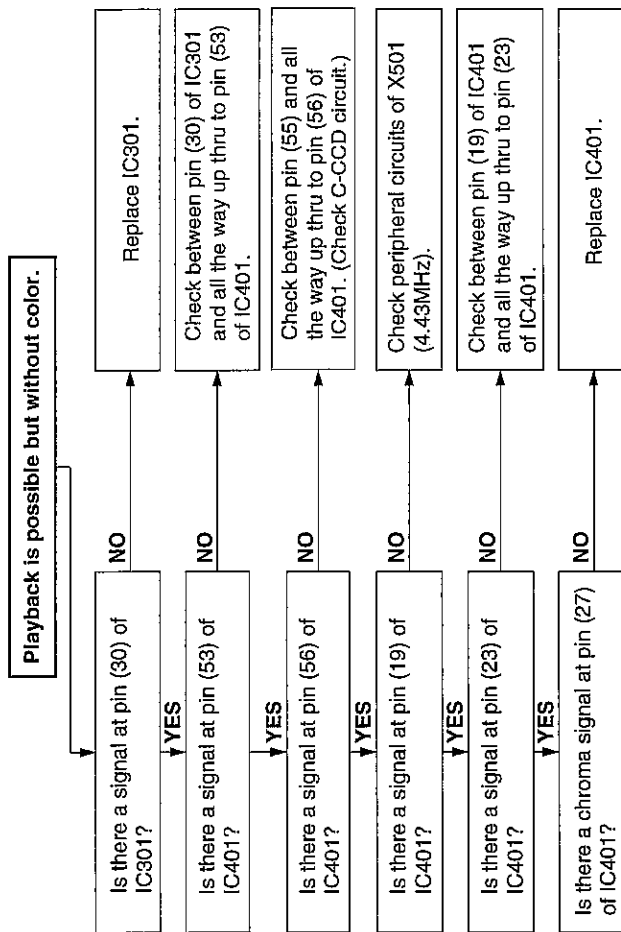 Playback is possible but without color.
Is there a signal at pin (30) of
IC301?
NO
Replace IC301.
YES
Is there a signal at pin (53) of
IC401?
NO
Check between pin (30) of IC301
and all the way up thru to pin (53)
of IC401.
YES
Is there a signal at pin (56) of
IC401?
NO
Check between pin (55) and all
the way up thru to pin (56) of
IC401. (Check C-CCD circuit.)
YES
Is there a signal at pin (19) of
IC401?
NO
Check peripheral circuits of X501
(4.43MHz).
YES
Is there a signal at pin (23) of
IC401?
NO
Check between pin (19) of IC401
and all the way up thru to pin (23)
of IC401.
YES
Is there a chroma signal at pin (27)
of IC401?
NO
Replace IC401.